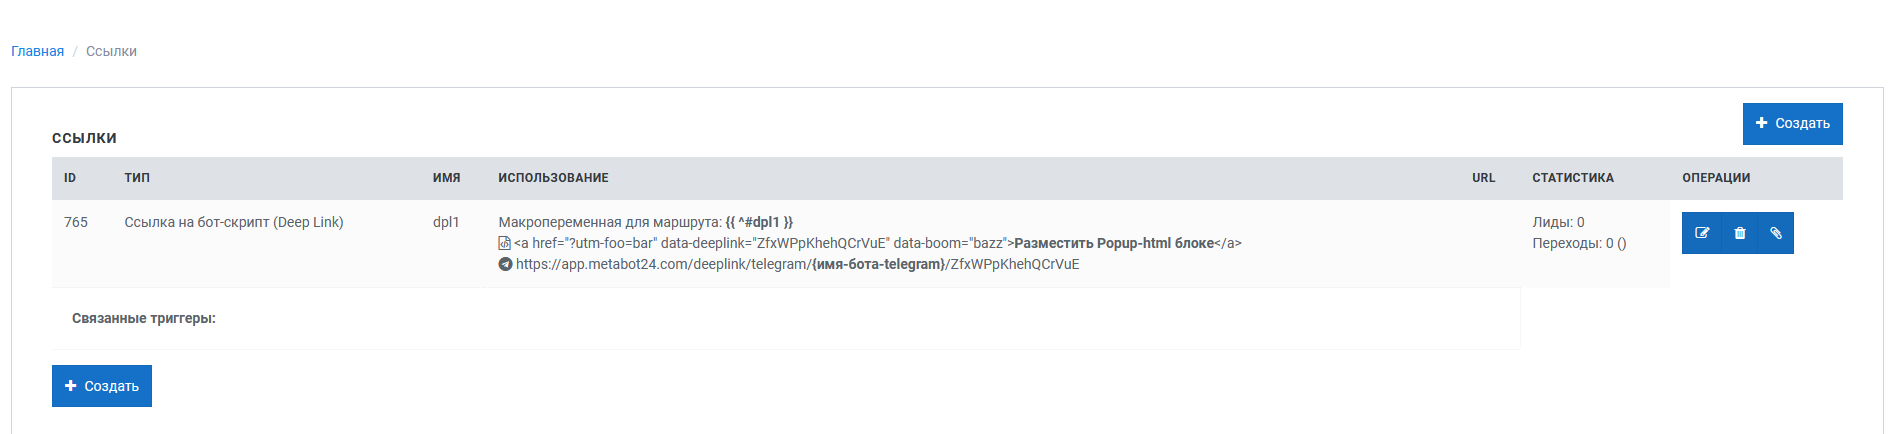 Главная / Ссылки
Создать
ССЫЛКИ
ID ТИП ИМЯ ИСПОЛЬЗОВАНИЕ URL СТАТИСТИКА ОПЕРАЦИИ
765 Ссылка на бот-скрипт (Deep Link) dpl1 Макропеременная для маршрута: {{ ^#dpl1 }} Лиды: 0
<a href="?utm-foo=bar" data-deeplink="ZfxWPpKhehQCrVuE" data-boom="bazz">Разместить Popup-html блоке</a> Переходы: 0 ()
https://app.metabot24.com/deeplink/telegram/{имя-бота-telegram}/ZfxWPpKhehQCrVuE
Связанные триггеры:
Создать